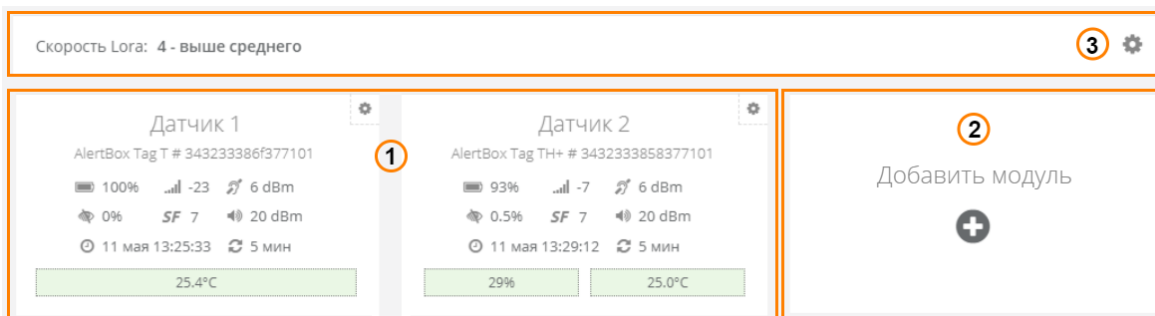 Скорость Lora: 4 - выше среднего
3
Датчик 1
AlertBox Tag T # 343233386f377101
100% -23 6 dBm
0% SF 7 20 dBm
11 мая 13:25:33 5 мин
25.4°C
1
Датчик 2
AlertBox Tag TH+ # 3432333858377101
93% -7 6 dBm
0.5% SF 7 20 dBm
11 мая 13:29:12 5 мин
29% 25.0°C
2
Добавить модуль